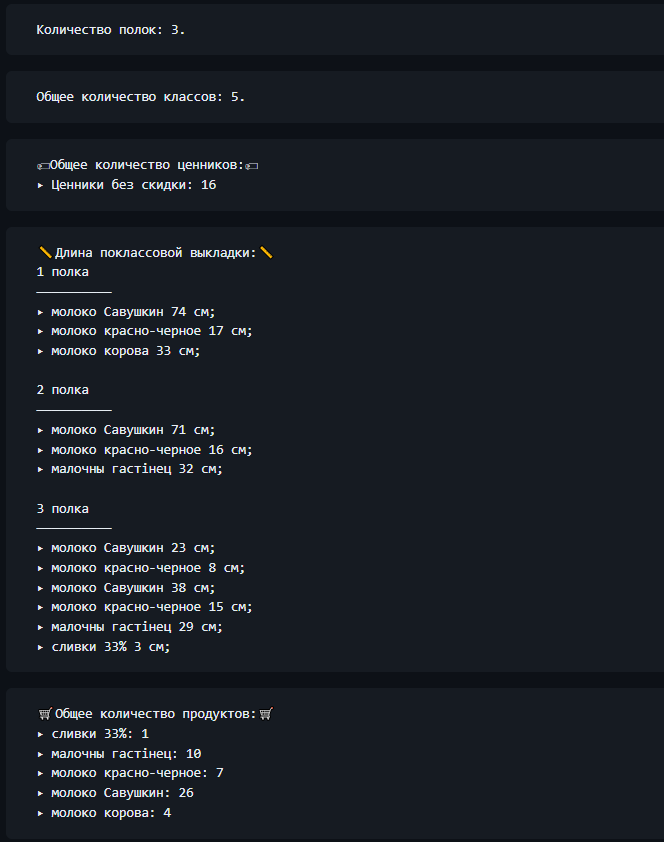 Количество полок: 3.
Общее количество классов: 5.
🏷Общее количество ценников:🏷
▸ Ценники без скидки: 16
📏Длина поклассовой выкладки:📏
1 полка
──────────
▸ молоко Савушкин 74 см;
▸ молоко красно-черное 17 см;
▸ молоко корова 33 см;
2 полка
──────────
▸ молоко Савушкин 71 см;
▸ молоко красно-черное 16 см;
▸ малочны гастiнец 32 см;
3 полка
──────────
▸ молоко Савушкин 23 см;
▸ молоко красно-черное 8 см;
▸ молоко Савушкин 38 см;
▸ молоко красно-черное 15 см;
▸ малочны гастiнец 29 см;
▸ сливки 33% 3 см;
🛒Общее количество продуктов:🛒
▸ сливки 33%: 1
▸ малочны гастiнец: 10
▸ молоко красно-черное: 7
▸ молоко Савушкин: 26
▸ молоко корова: 4